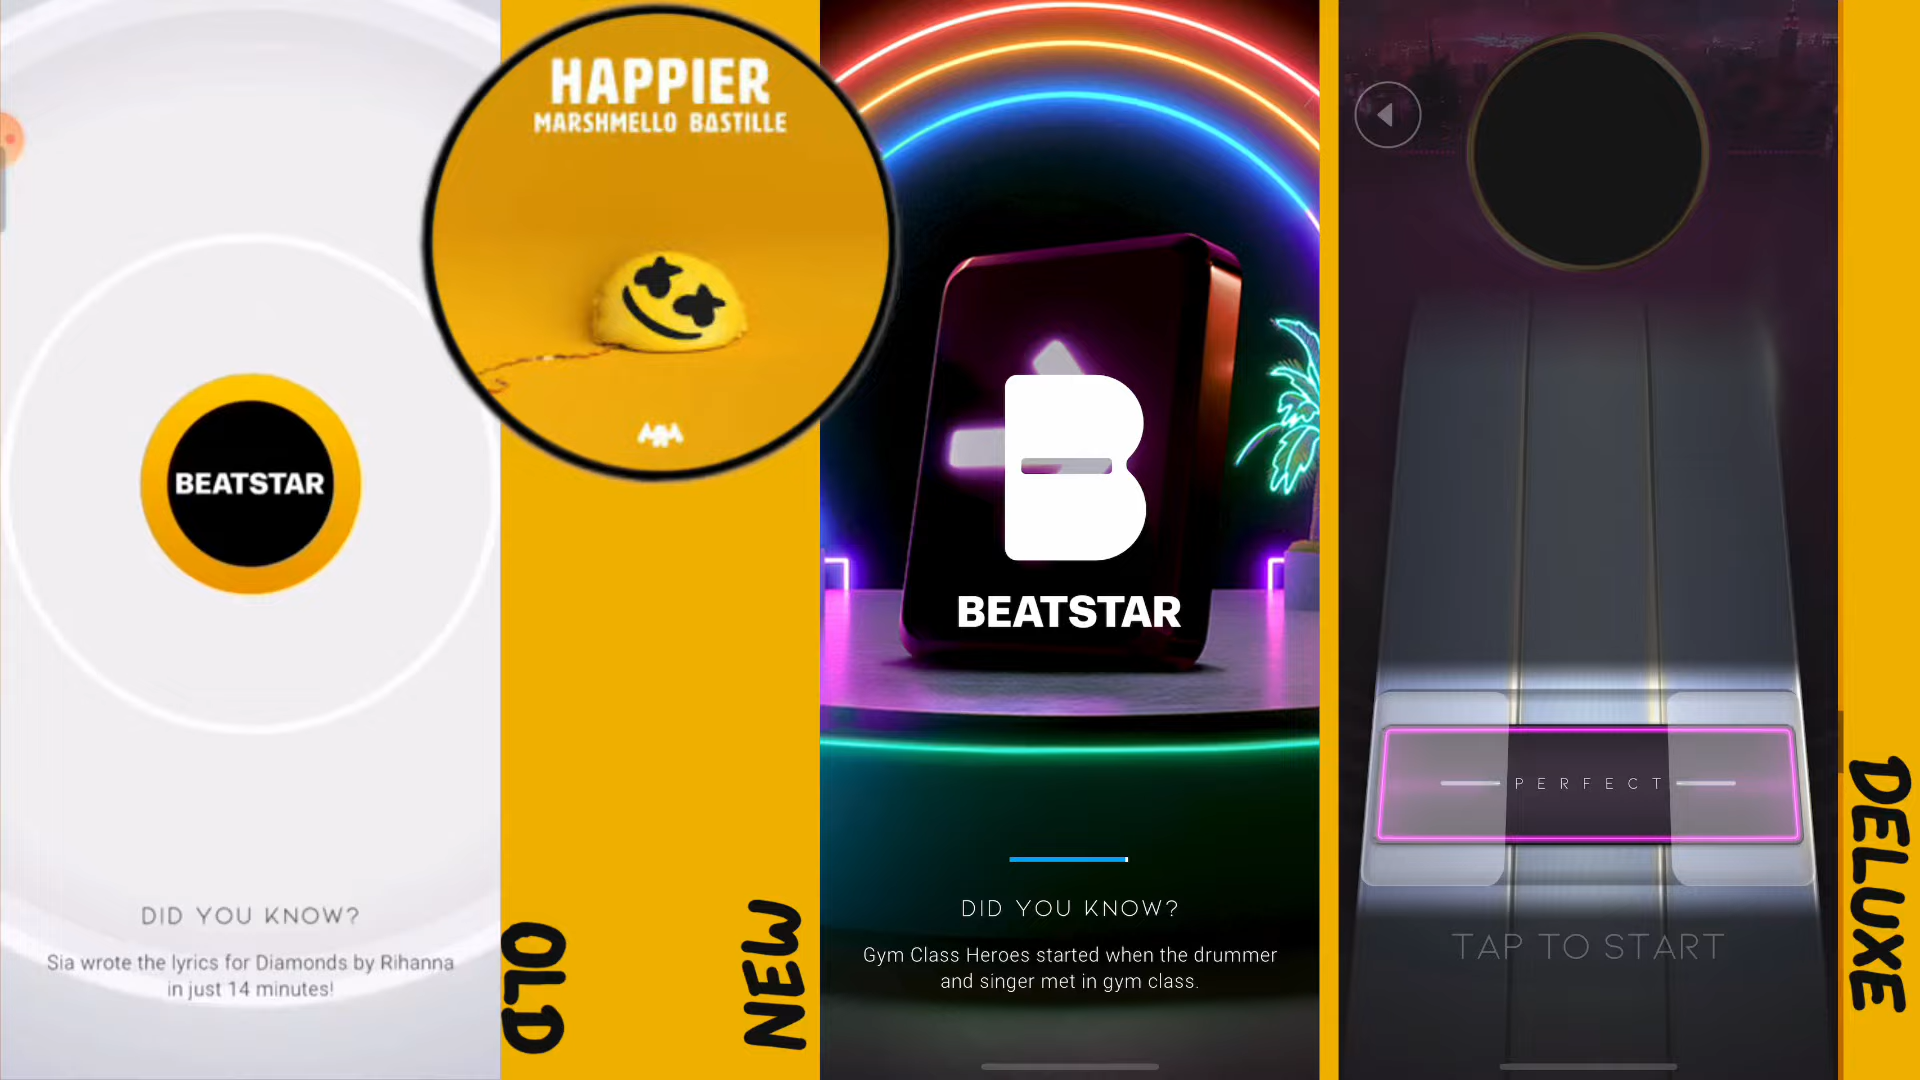 BEATSTAR
DID YOU KNOW?
Sia wrote the lyrics for Diamonds by Rihanna
in just 14 minutes!
HAPPIER
MARSHMELLO BASTILLE
OLD
NEW
B
BEATSTAR
DID YOU KNOW?
Gym Class Heroes started when the drummer
and singer met in gym class.
PERFECT
TAP TO START
DELUXE